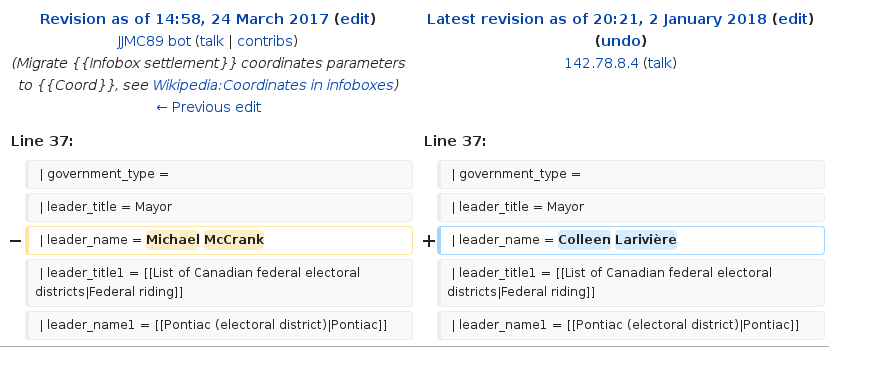 Revision as of 14:58, 24 March 2017 (edit)
JJMC89 bot (talk | contribs)
(Migrate {{Infobox settlement}} coordinates parameters
to {{Coord}}, see Wikipedia:Coordinates in infoboxes)
← Previous edit
Latest revision as of 20:21, 2 January 2018 (edit)
(undo)
142.78.8.4 (talk)
Line 37:
Line 37:
| government_type =
| government_type =
| leader_title = Mayor
| leader_title = Mayor
− | leader_name = Michael McCrank
+ | leader_name = Colleen Larivière
| leader_title1 = [[List of Canadian federal electoral
districts|Federal riding]]
| leader_title1 = [[List of Canadian federal electoral
districts|Federal riding]]
| leader_name1 = [[Pontiac (electoral district)|Pontiac]]
| leader_name1 = [[Pontiac (electoral district)|Pontiac]]